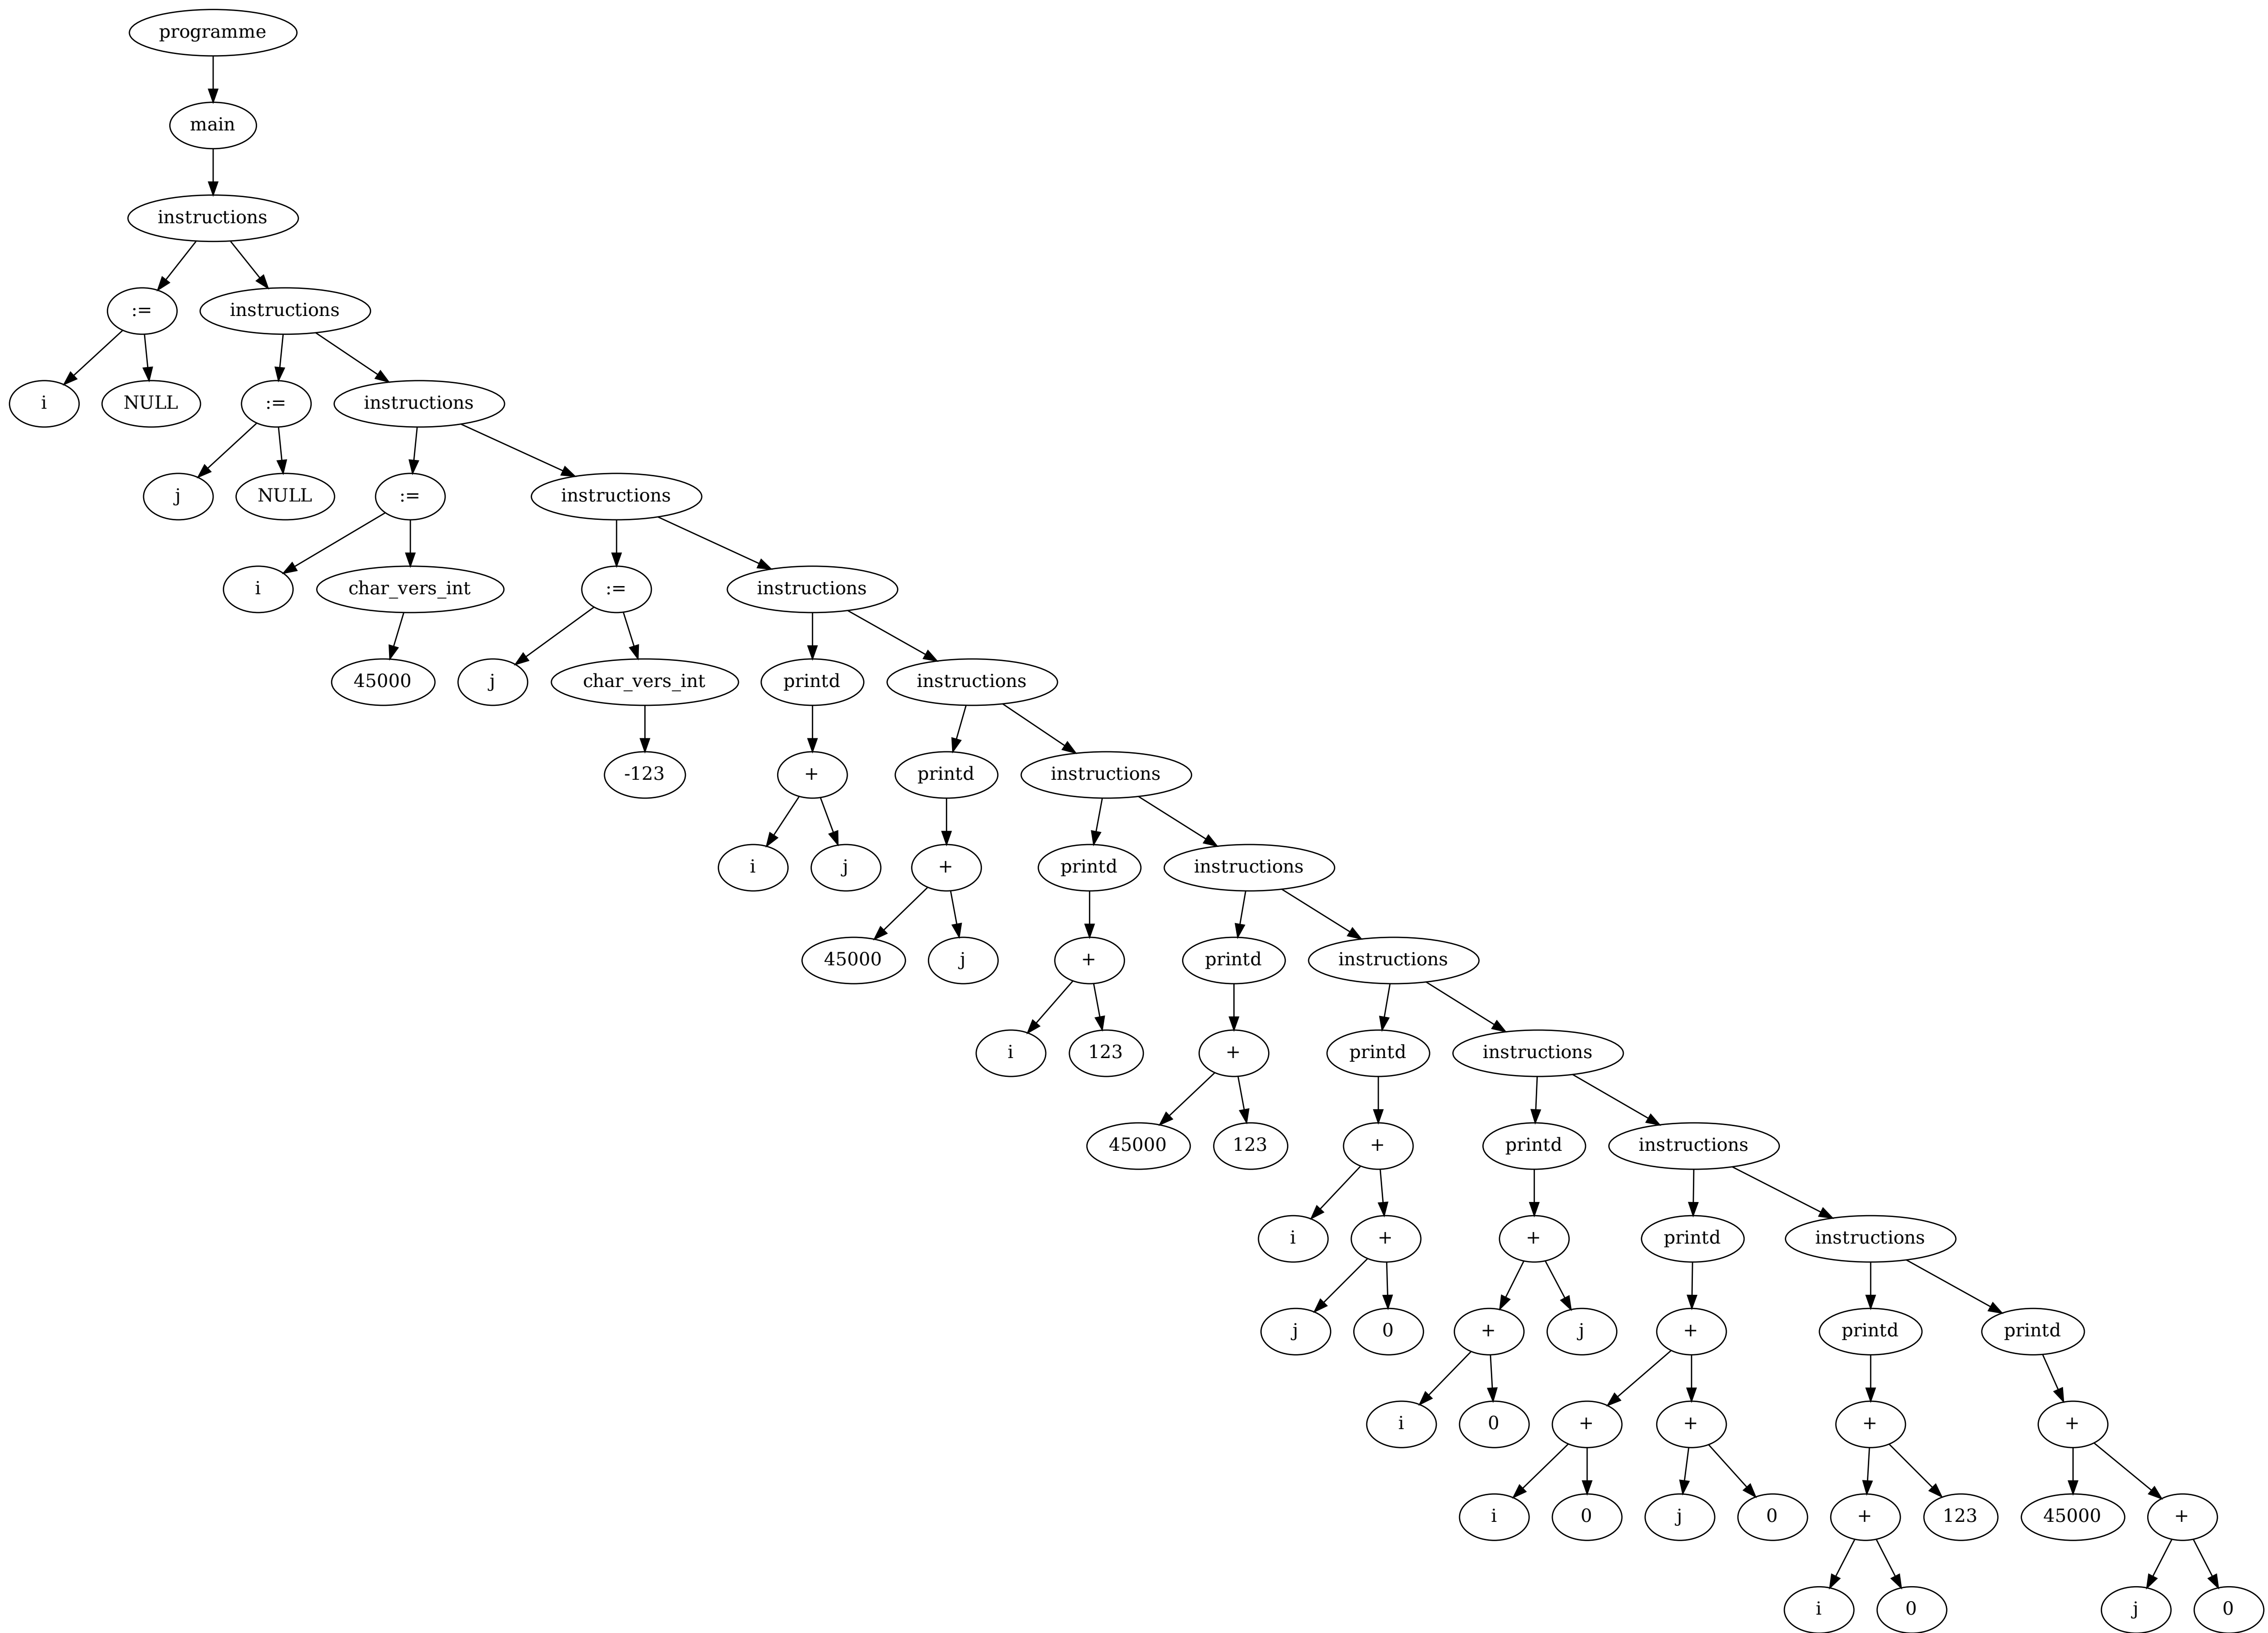 programme
main
instructions
:= instructions
i NULL := instructions
j NULL := instructions
i char_vers_int := instructions
45000 j char_vers_int printd instructions
-123 + printd instructions
i j + printd instructions
45000 j + printd instructions
i 123 + printd instructions
45000 123 + printd instructions
i + + printd instructions
j 0 + j + printd printd
i 0 + + + +
i 0 j 0 + 123 45000 +
i 0 j 0